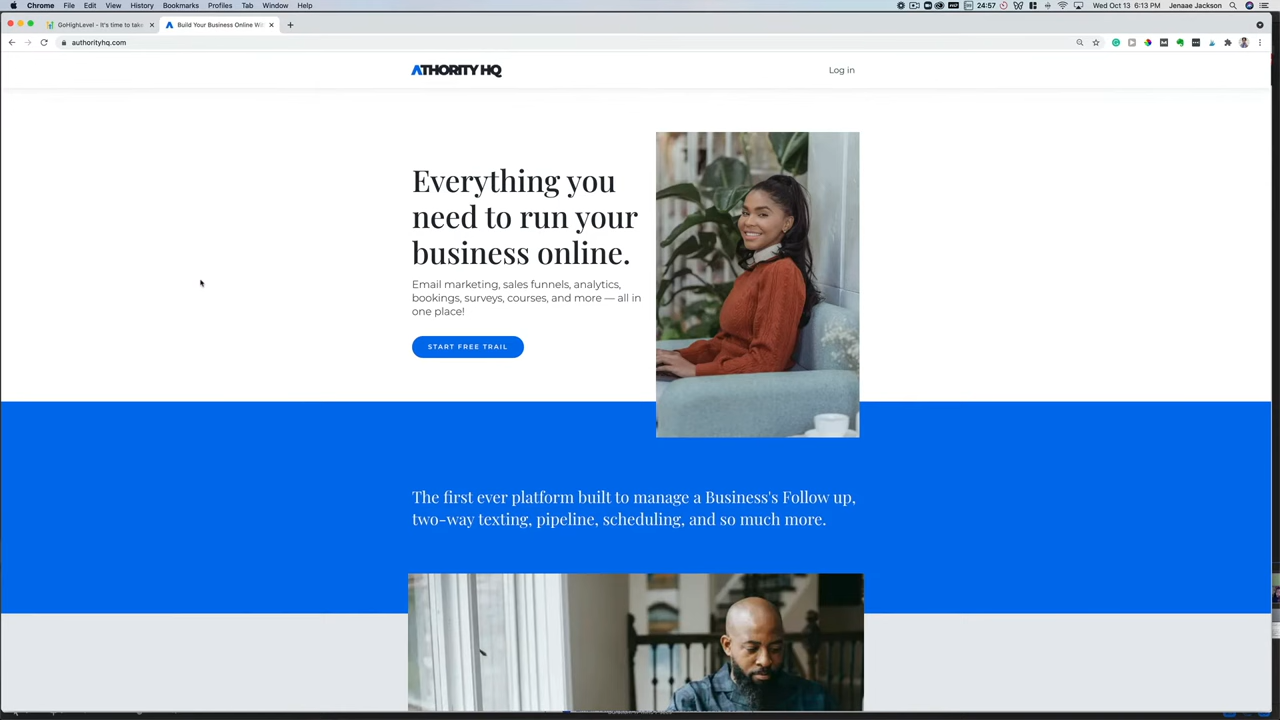 Chrome File Edit View History Bookmarks Profiles Tab Window Help 24:57 Wed Oct 13 6:13 PM Jenaae Jackson
GoHighLevel - It's time to take Build Your Business Online Wi
authorityhq.com
ATHORITY HQ
Log in
Everything you
need to run your
business online.
Email marketing, sales funnels, analytics,
bookings, surveys, courses, and more — all in
one place!
START FREE TRAIL
The first ever platform built to manage a Business's Follow up,
two-way texting, pipeline, scheduling, and so much more.